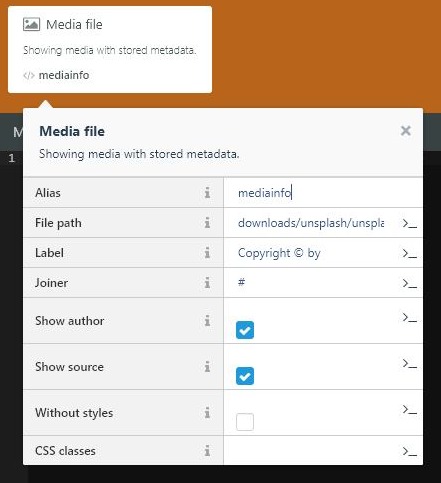 Media file
Showing media with stored metadata.
</> mediainfo
M
1
Media file
Showing media with stored metadata.
Alias
mediainfo
File path
downloads/unsplash/unspla
Label
Copyright © by
Joiner
#
Show author
Show source
Without styles
CSS classes